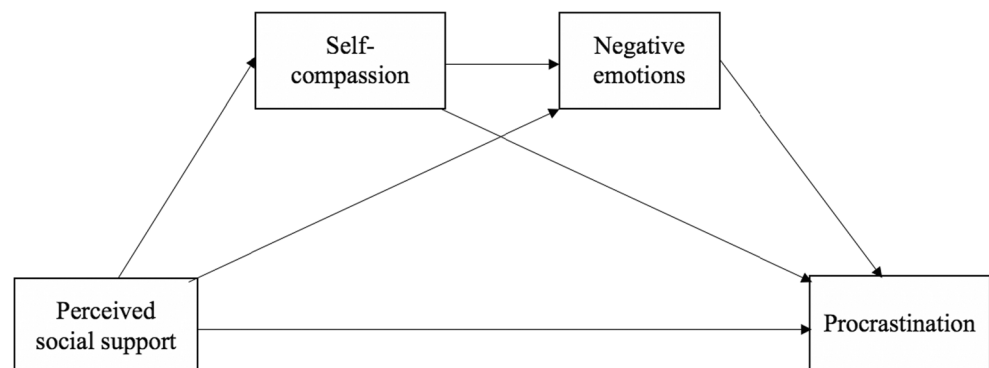 Self-
compassion
Negative
emotions
Perceived
social support
Procrastination